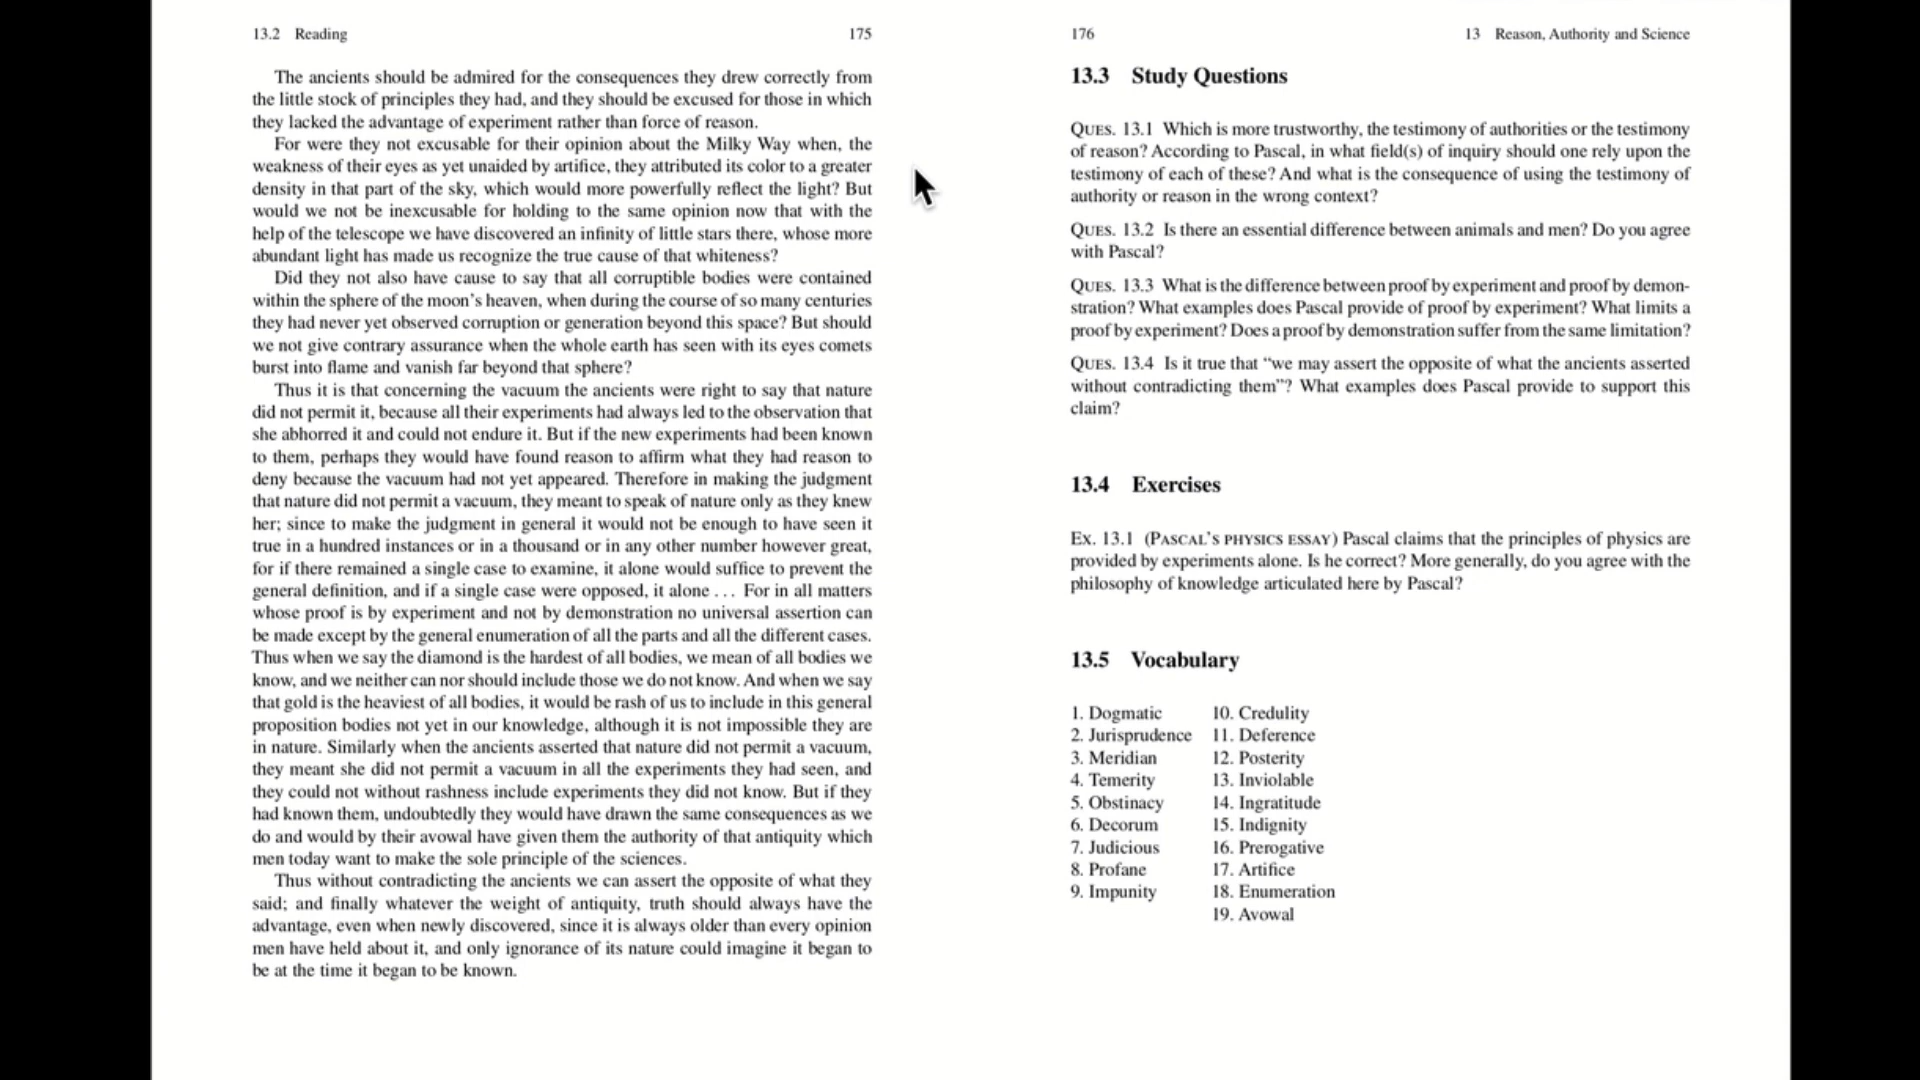 13.2 Reading 175
The ancients should be admired for the consequences they drew correctly from
the little stock of principles they had, and they should be excused for those in which
they lacked the advantage of experiment rather than force of reason.
For were they not excusable for their opinion about the Milky Way when, the
weakness of their eyes as yet unaided by artifice, they attributed its color to a greater
density in that part of the sky, which would more powerfully reflect the light? But
would we not be inexcusable for holding to the same opinion now that with the
help of the telescope we have discovered an infinity of little stars there, whose more
abundant light has made us recognize the true cause of that whiteness?
Did they not also have cause to say that all corruptible bodies were contained
within the sphere of the moon's heaven, when during the course of so many centuries
they had never yet observed corruption or generation beyond this space? But should
we not give contrary assurance when the whole earth has seen with its eyes comets
burst into flame and vanish far beyond that sphere?
Thus it is that concerning the vacuum the ancients were right to say that nature
did not permit it, because all their experiments had always led to the observation that
she abhorred it and could not endure it. But if the new experiments had been known
to them, perhaps they would have found reason to affirm what they had reason to
deny because the vacuum had not yet appeared. Therefore in making the judgment
that nature did not permit a vacuum, they meant to speak of nature only as they knew
her; since to make the judgment in general it would not be enough to have seen it
true in a hundred instances or in a thousand or in any other number however great,
for if there remained a single case to examine, it alone would suffice to prevent the
general definition, and if a single case were opposed, it alone ... For in all matters
whose proof is by experiment and not by demonstration no universal assertion can
be made except by the general enumeration of all the parts and all the different cases.
Thus when we say the diamond is the hardest of all bodies, we mean of all bodies we
know, and we neither can nor should include those we do not know. And when we say
that gold is the heaviest of all bodies, it would be rash of us to include in this general
proposition bodies not yet in our knowledge, although it is not impossible they are
in nature. Similarly when the ancients asserted that nature did not permit a vacuum,
they meant she did not permit a vacuum in all the experiments they had seen, and
they could not without rashness include experiments they did not know. But if they
had known them, undoubtedly they would have drawn the same consequences as we
do and would by their avowal have given them the authority of that antiquity which
men today want to make the sole principle of the sciences.
Thus without contradicting the ancients we can assert the opposite of what they
said; and finally whatever the weight of antiquity, truth should always have the
advantage, even when newly discovered, since it is always older than every opinion
men have held about it, and only ignorance of its nature could imagine it began to
be at the time it began to be known.
176 13 Reason, Authority and Science
13.3 Study Questions
QUES. 13.1 Which is more trustworthy, the testimony of authorities or the testimony
of reason? According to Pascal, in what field(s) of inquiry should one rely upon the
testimony of each of these? And what is the consequence of using the testimony of
authority or reason in the wrong context?
QUES. 13.2 Is there an essential difference between animals and men? Do you agree
with Pascal?
QUES. 13.3 What is the difference between proof by experiment and proof by demon-
stration? What examples does Pascal provide of proof by experiment? What limits a
proof by experiment? Does a proof by demonstration suffer from the same limitation?
QUES. 13.4 Is it true that “we may assert the opposite of what the ancients asserted
without contradicting them”? What examples does Pascal provide to support this
claim?
13.4 Exercises
Ex. 13.1 (PASCAL'S PHYSICS ESSAY) Pascal claims that the principles of physics are
provided by experiments alone. Is he correct? More generally, do you agree with the
philosophy of knowledge articulated here by Pascal?
13.5 Vocabulary
1. Dogmatic
2. Jurisprudence
3. Meridian
4. Temerity
5. Obstinacy
6. Decorum
7. Judicious
8. Profane
9. Impunity
10. Credulity
11. Deference
12. Posterity
13. Inviolable
14. Ingratitude
15. Indignity
16. Prerogative
17. Artifice
18. Enumeration
19. Avowal